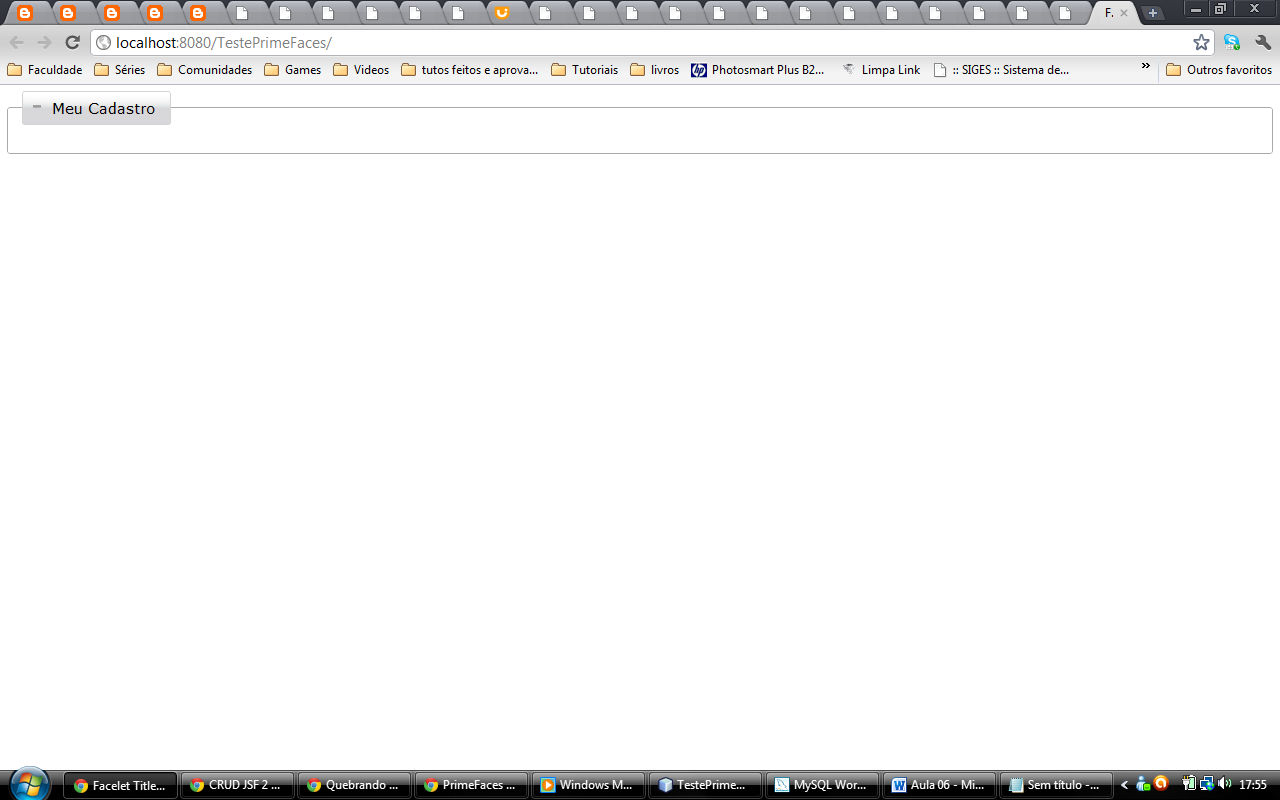 F.
localhost:8080/TestePrimeFaces/
Faculdade Séries Comunidades Games Videos tutos feitos e aprova... Tutoriais livros Photosmart Plus B2... Limpa Link :: SIGES :: Sistema de... » Outros favoritos
Meu Cadastro
Facelet Title... CRUD JSF 2 ... Quebrando ... PrimeFaces ... Windows M... TestePrime... MySQL Wor... Aula 06 - Mi... Sem título -... 17:55